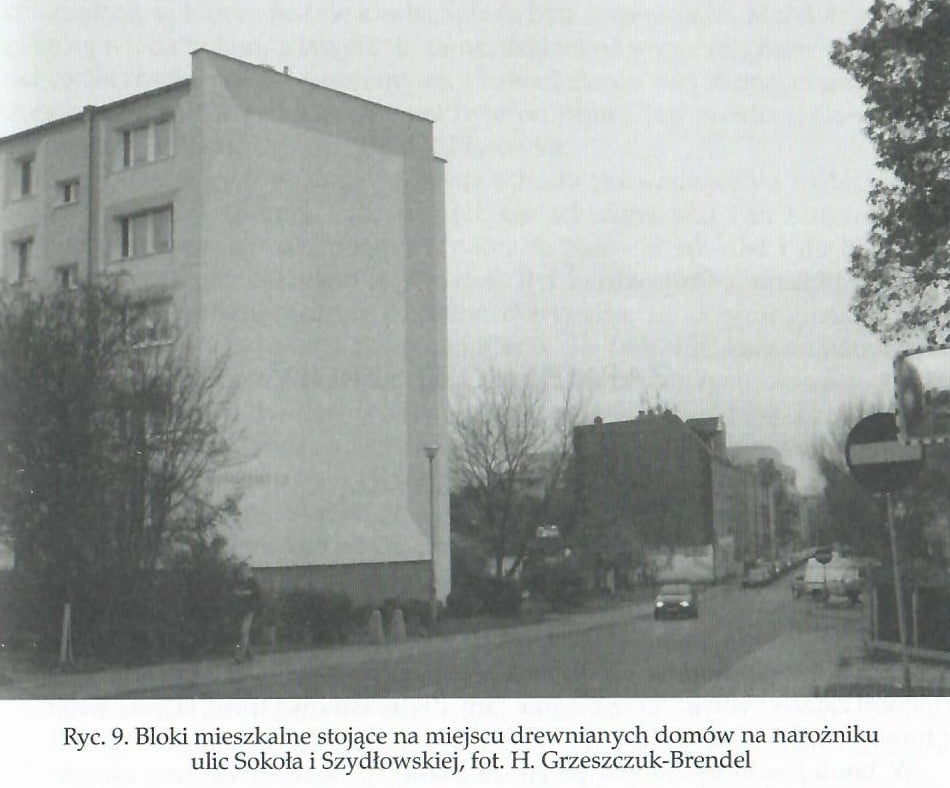 Ryc. 9. Bloki mieszkalne stojące na miejscu drewnianych domów na narożniku
ulic Sokoła i Szydłowskiej, fot. H. Grzeszczuk-Brendel